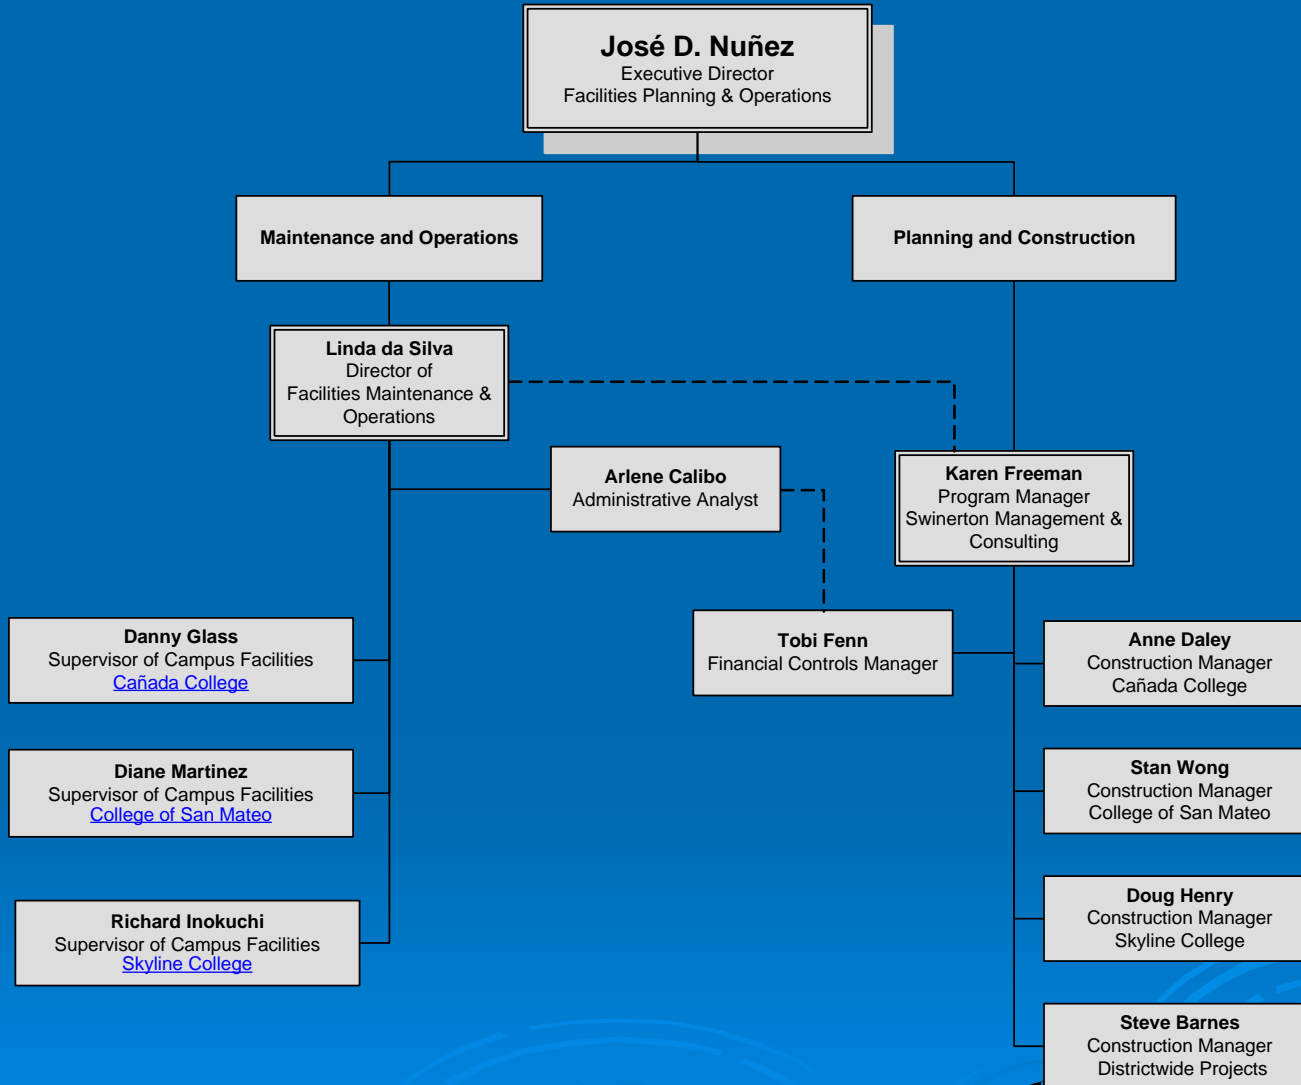 José D. Nuñez
Executive Director
Facilities Planning & Operations
Maintenance and Operations
Planning and Construction
Linda da Silva
Director of
Facilities Maintenance &
Operations
Arlene Calibo
Administrative Analyst
Karen Freeman
Program Manager
Swinerton Management &
Consulting
Tobi Fenn
Financial Controls Manager
Danny Glass
Supervisor of Campus Facilities
Cañada College
Diane Martinez
Supervisor of Campus Facilities
College of San Mateo
Richard Inokuchi
Supervisor of Campus Facilities
Skyline College
Anne Daley
Construction Manager
Cañada College
Stan Wong
Construction Manager
College of San Mateo
Doug Henry
Construction Manager
Skyline College
Steve Barnes
Construction Manager
Districtwide Projects